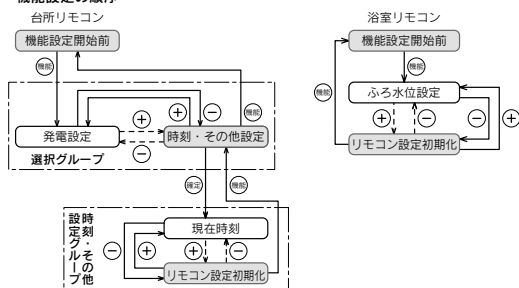 機能設定の順序
台所リモコン
機能設定開始前
機能
発電設定
+
-
+
-
機能
時刻・その他設定
選択グループ
確定
機能
時刻・その他
設定グループ
現在時刻
-
+
+
-
リモコン設定初期化
浴室リモコン
機能設定開始前
機能
機能
ふろ水位設定
+
-
-
+
リモコン設定初期化